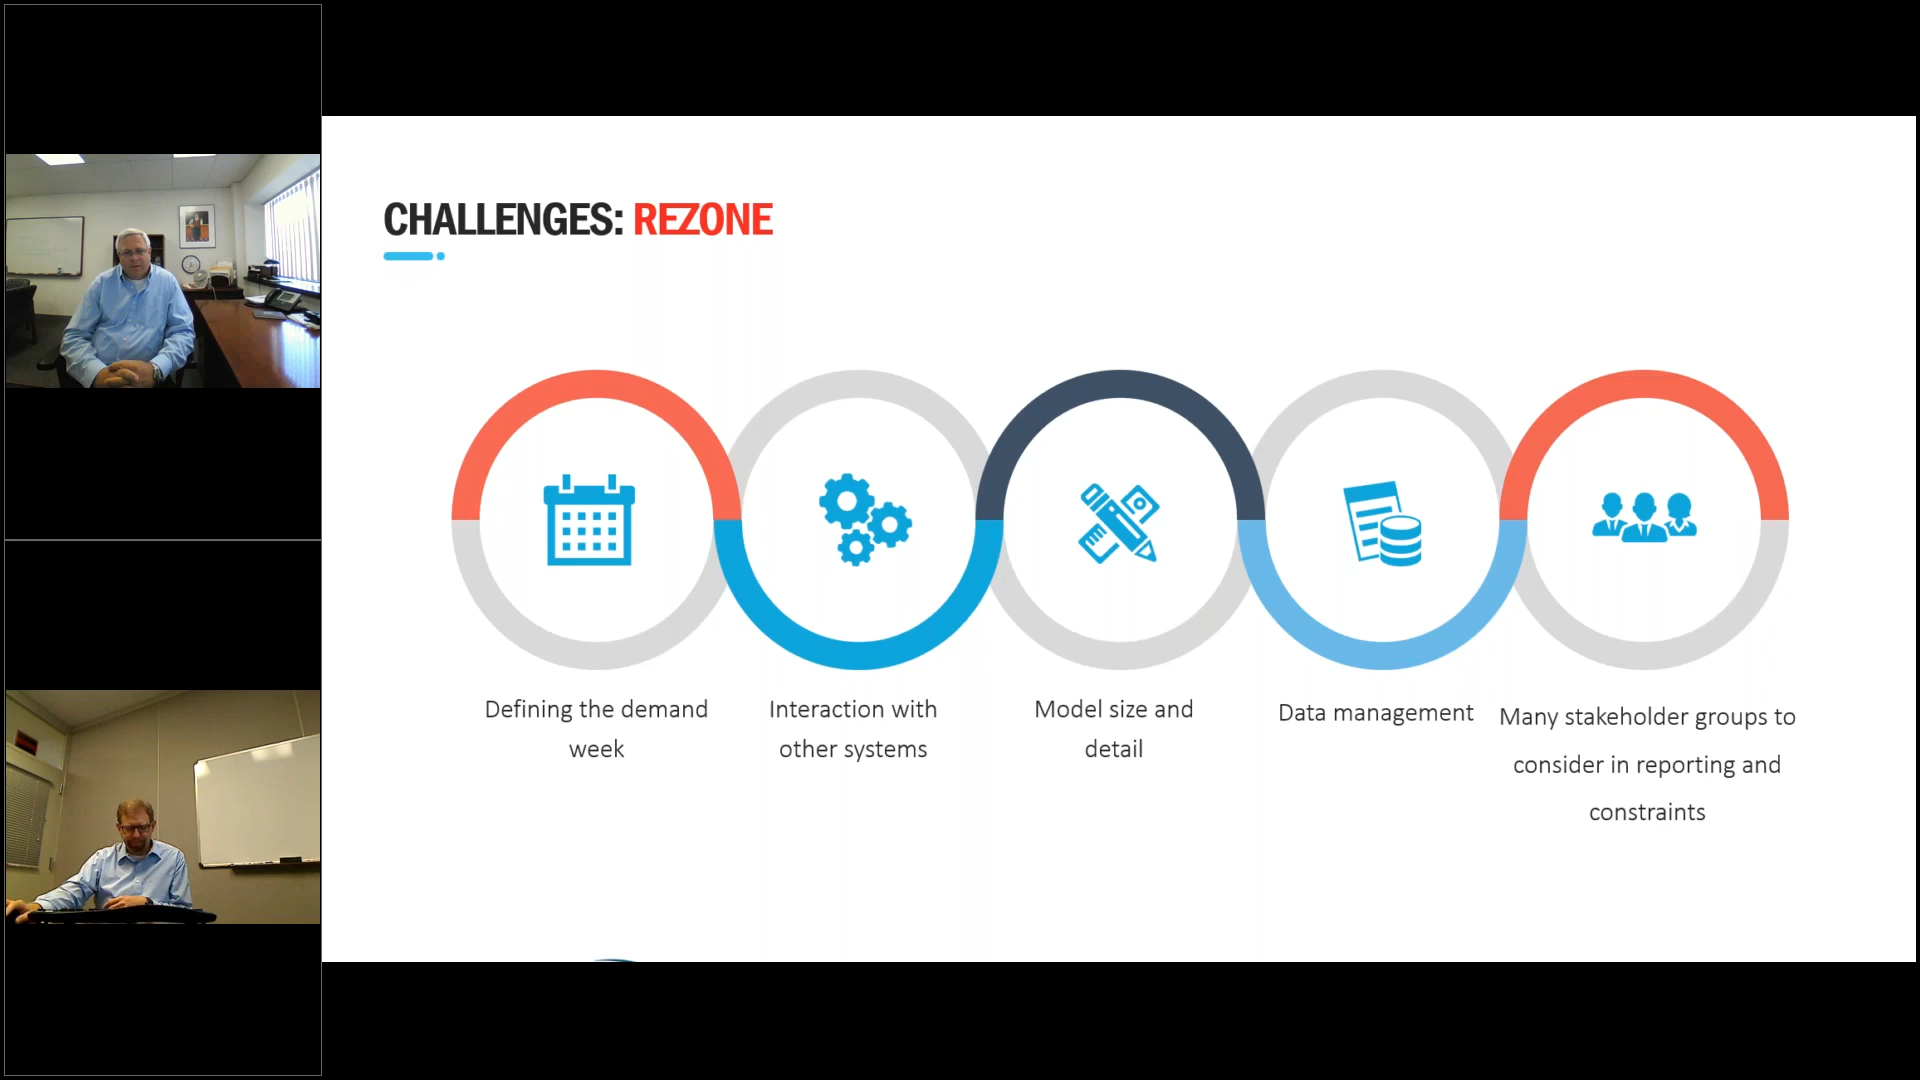 CHALLENGES: REZONE
Defining the demand
week
Interaction with
other systems
Model size and
detail
Data management
Many stakeholder groups to
consider in reporting and
constraints